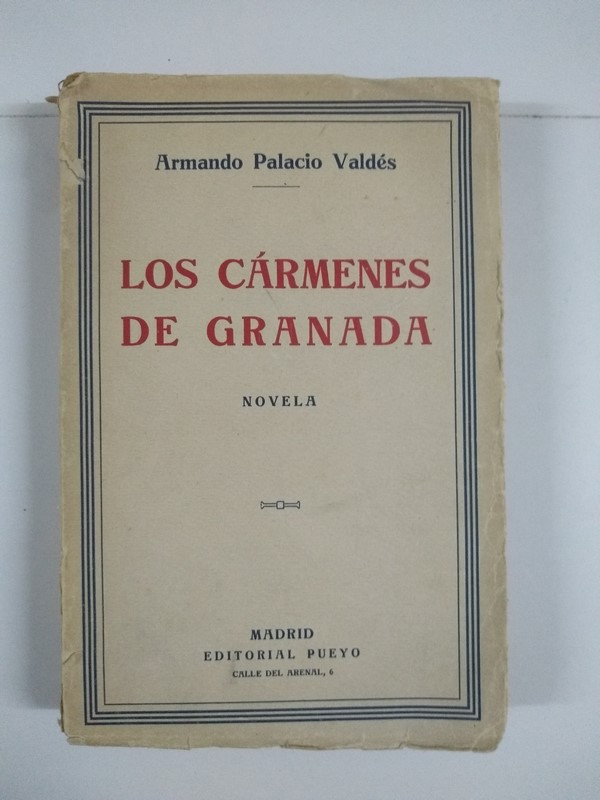 Armando Palacio Valdés
LOS CÁRMENES
DE GRANADA
NOVELA
MADRID
EDITORIAL PUEYO
CALLE DEL ARENAL, 6